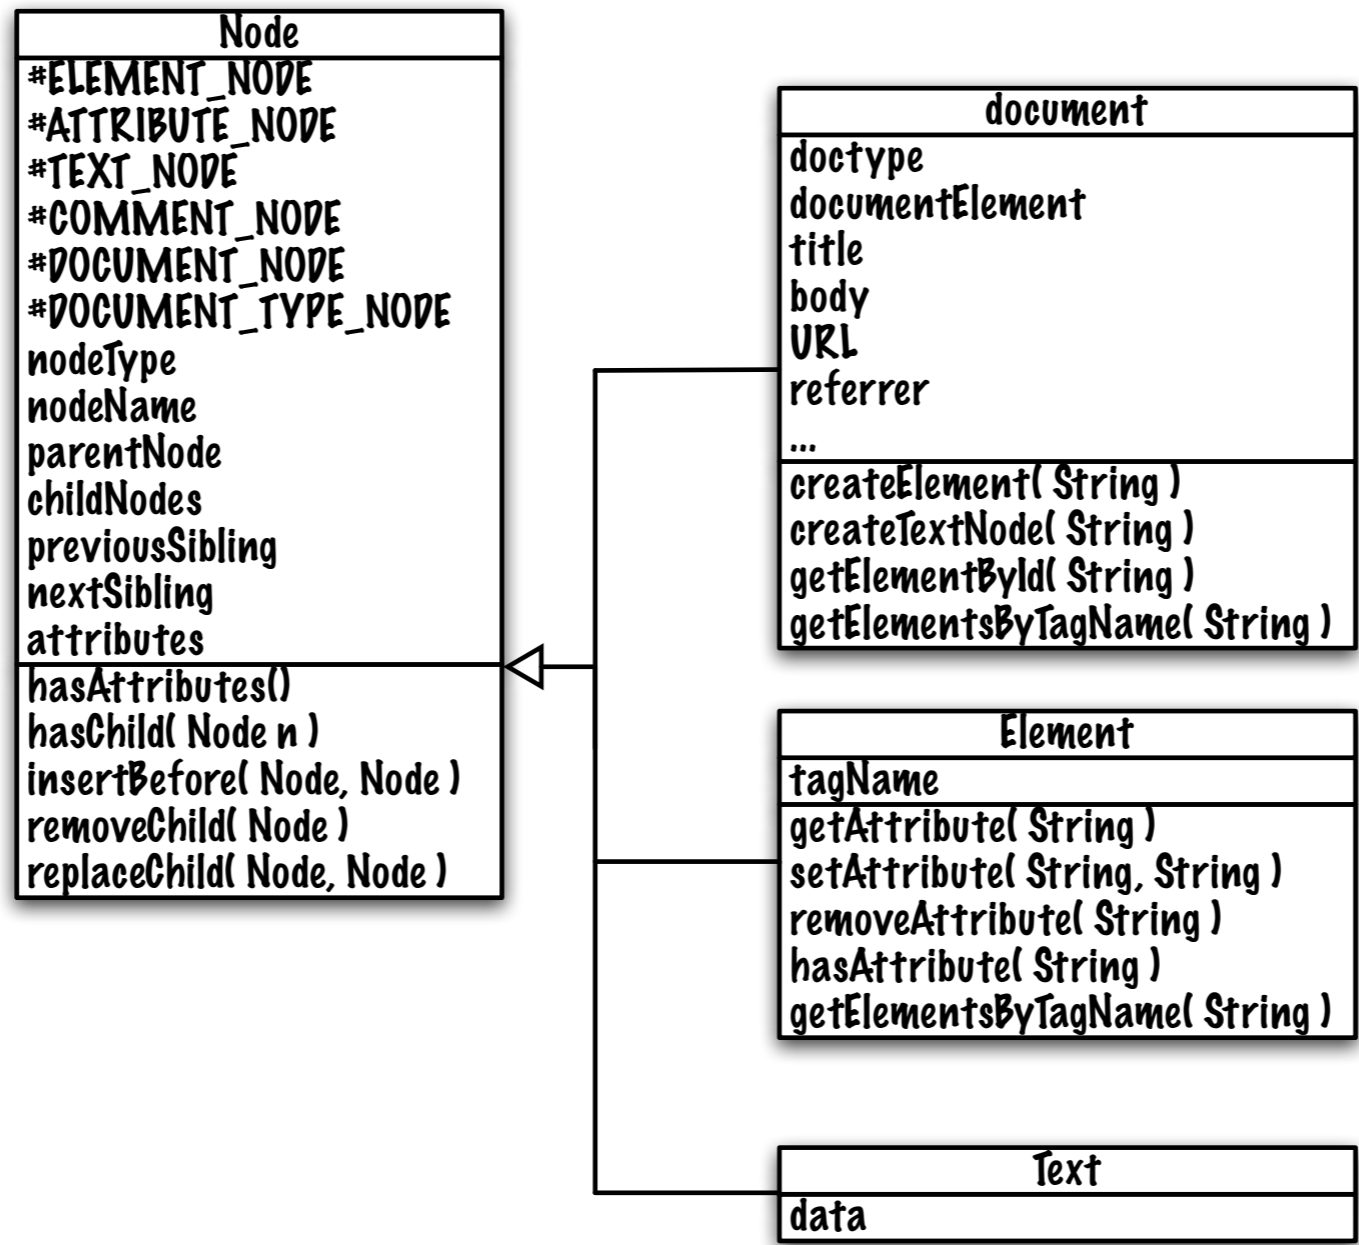 Node
#ELEMENT_NODE
#ATTRIBUTE_NODE
#TEXT_NODE
#COMMENT_NODE
#DOCUMENT_NODE
#DOCUMENT_TYPE_NODE
nodeType
nodeName
parentNode
childNodes
previousSibling
nextSibling
attributes
hasAttributes()
hasChild( Node n )
insertBefore( Node, Node )
removeChild( Node )
replaceChild( Node, Node )
document
doctype
documentElement
title
body
URL
referrer
...
createElement( String )
createTextNode( String )
getElementById( String )
getElementsByTagName( String )
Element
tagName
getAttribute( String )
setAttribute( String, String )
removeAttribute( String )
hasAttribute( String )
getElementsByTagName( String )
Text
data